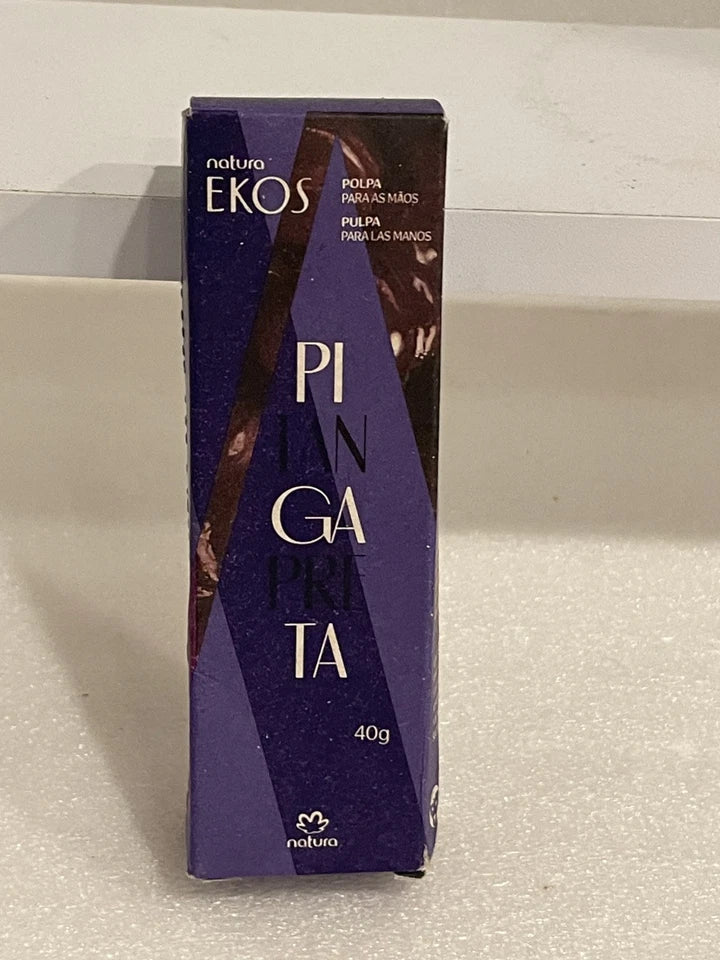 natura
EKOS
POLPA
PARA AS MÃOS
PULPA
PARA LAS MANOS
PI
TAN
GA
PRE
TA
40g
natura